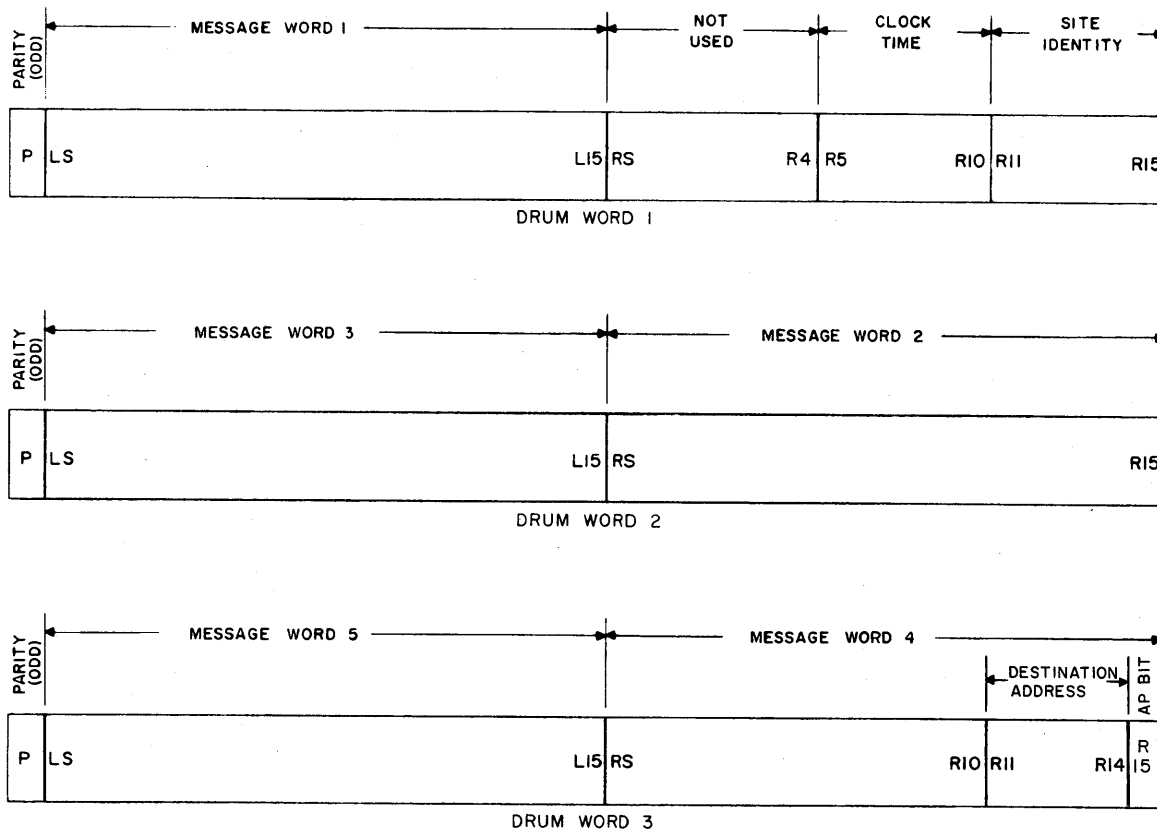 PARITY
(ODD)
MESSAGE WORD 1
NOT
USED
CLOCK
TIME
SITE
IDENTITY
P LS L15 RS R4 R5 R10 R11 R15
DRUM WORD 1
PARITY
(ODD)
MESSAGE WORD 3
MESSAGE WORD 2
P LS L15 RS R15
DRUM WORD 2
PARITY
(ODD)
MESSAGE WORD 5
MESSAGE WORD 4
DESTINATION
ADDRESS
AP BIT
P LS L15 RS R10 R11 R14 R
15
DRUM WORD 3